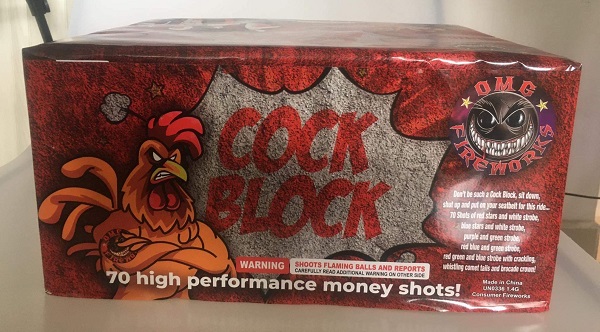 COCK
BLOCK
OMG
FIREWORKS
Don't be such a Cock Block, sit down,
shut up and put on your seatbelt for this ride...
70 Shots of red stars and white strobe,
blue stars and white strobe,
purple and green strobe,
red blue and green strobe,
red green and blue strobe with crackling,
whistling comet tails and brocade crown!
WARNING SHOOTS FLAMING BALLS AND REPORTS
CAREFULLY READ ADDITIONAL WARNING ON OTHER SIDE
70 high performance money shots!
Made in China
UN0336 1.4G
Consumer Fireworks